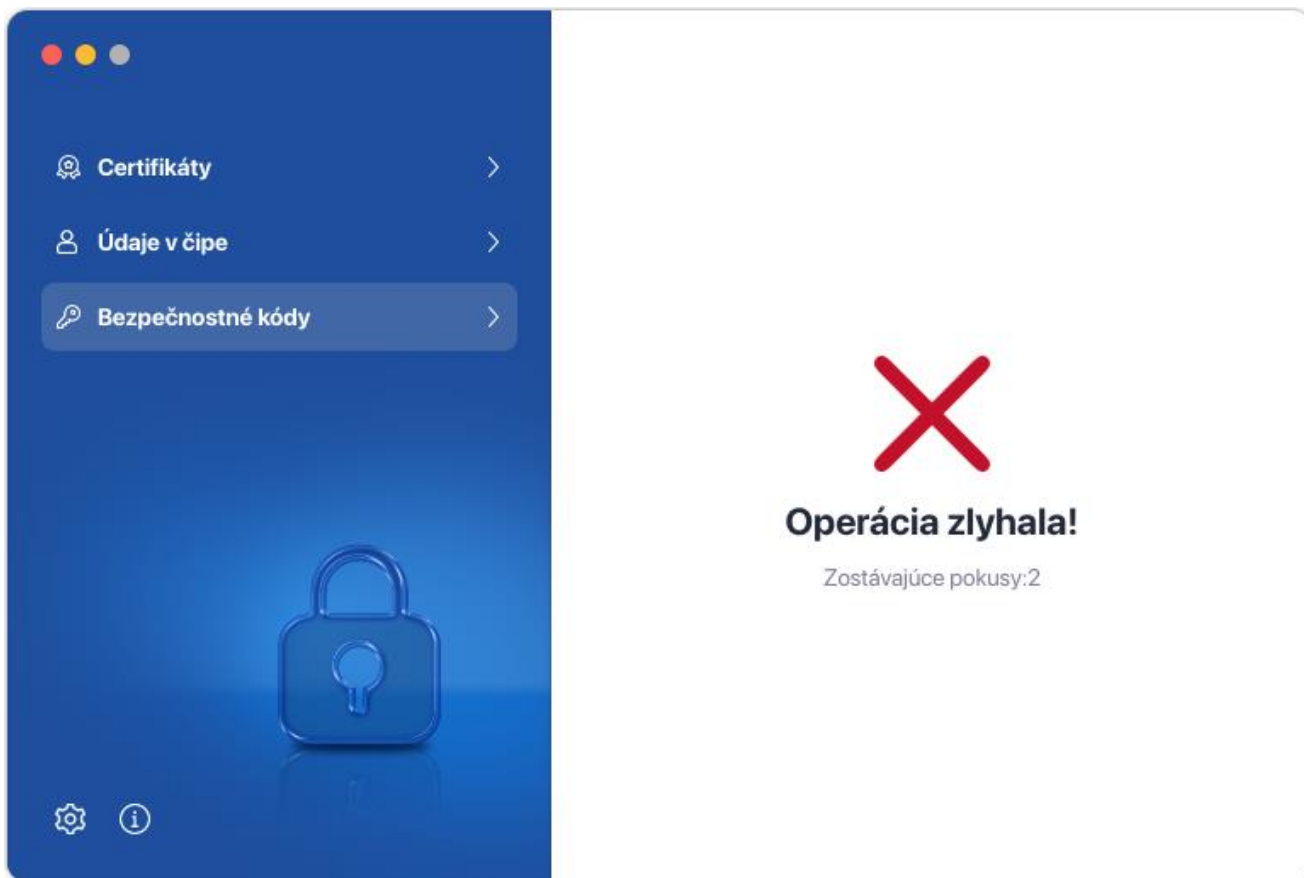 Certifikáty
Údaje v čipe
Bezpečnostné kódy
Operácia zlyhala!
Zostávajúce pokusy:2